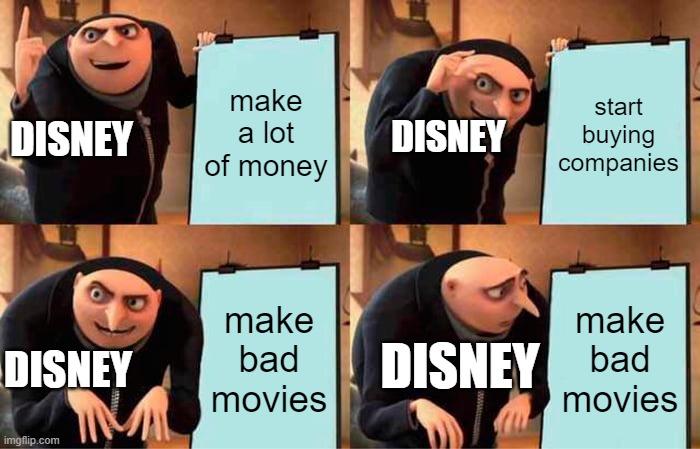 DISNEY
make
a lot
of money
DISNEY
start
buying
companies
DISNEY
make
bad
movies
DISNEY
make
bad
movies
imgflip.com